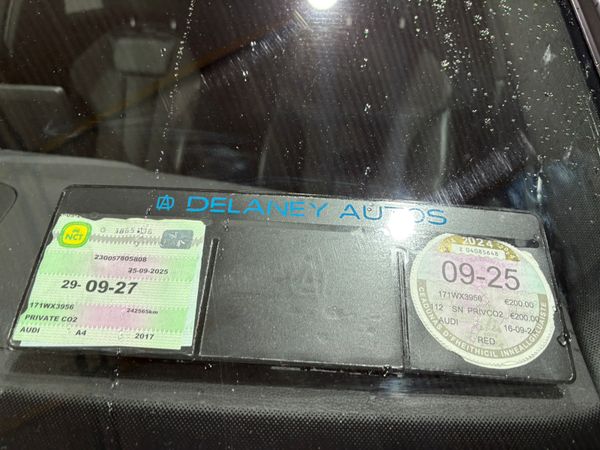 DELANEY AUTOS
NCT
230057805808
25-09-2025
29- 09-27
171WX3956
242565km
PRIVATE CO2
AUDI A4 2017
2024
09-25
171WX3956 €200.00
12 SN PRIVCO2 €200.00
AUDI 16-09-2
RED